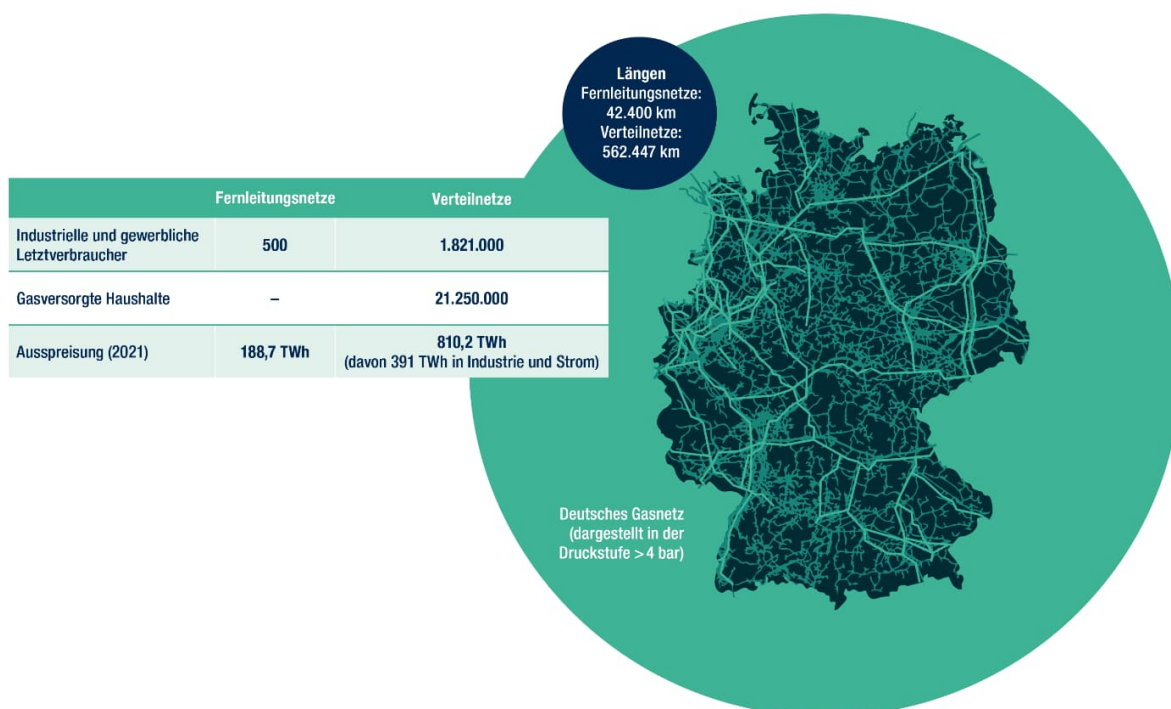 Längen
Fernleitungsnetze:
42.400 km
Verteilnetze:
562.447 km
Fernleitungsnetze Verteilnetze
Industrielle und gewerbliche
Letztverbraucher 500 1.821.000
Gasversorgte Haushalte – 21.250.000
Ausspreisung (2021) 188,7 TWh 810,2 TWh
(davon 391 TWh in Industrie und Strom)
Deutsches Gasnetz
(dargestellt in der
Druckstufe > 4 bar)